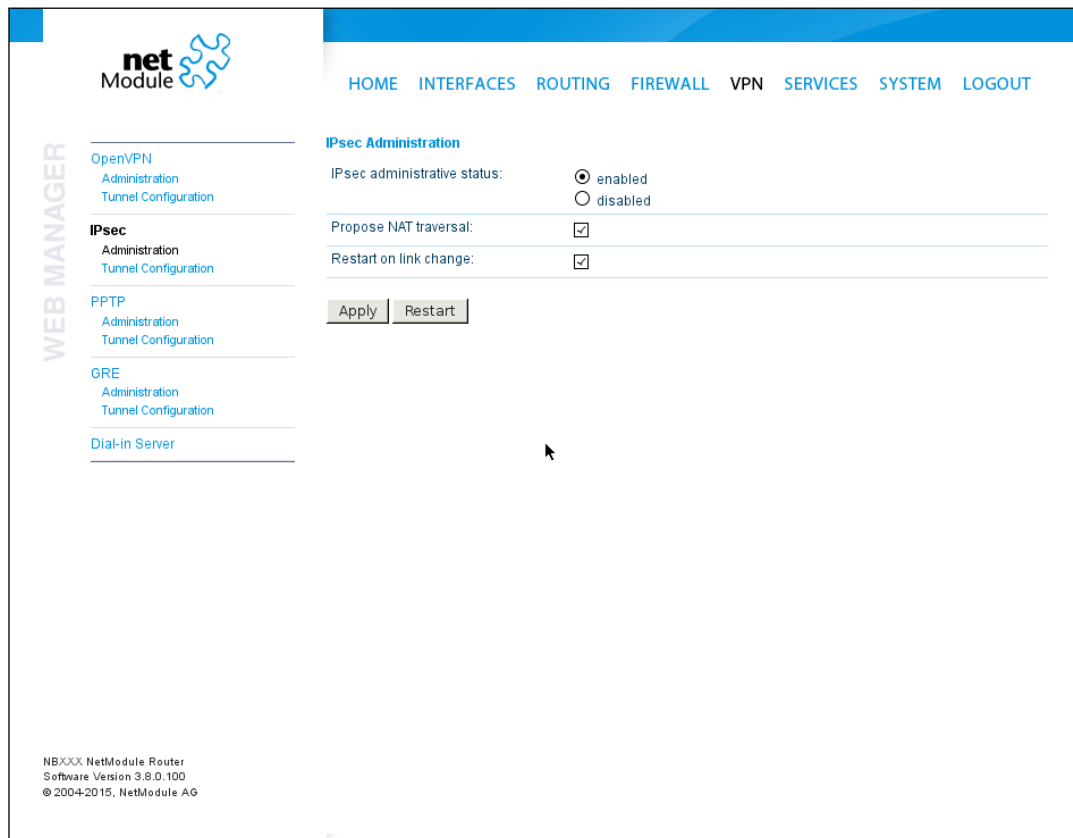 net
Module
HOME INTERFACES ROUTING FIREWALL VPN SERVICES SYSTEM LOGOUT
WEB MANAGER
OpenVPN
Administration
Tunnel Configuration
IPsec
Administration
Tunnel Configuration
PPTP
Administration
Tunnel Configuration
GRE
Administration
Tunnel Configuration
Dial-in Server
IPsec Administration
IPsec administrative status:
enabled
disabled
Propose NAT traversal:
Restart on link change:
Apply Restart
NBXXX NetModule Router
Software Version 3.8.0.100
© 2004-2015, NetModule AG